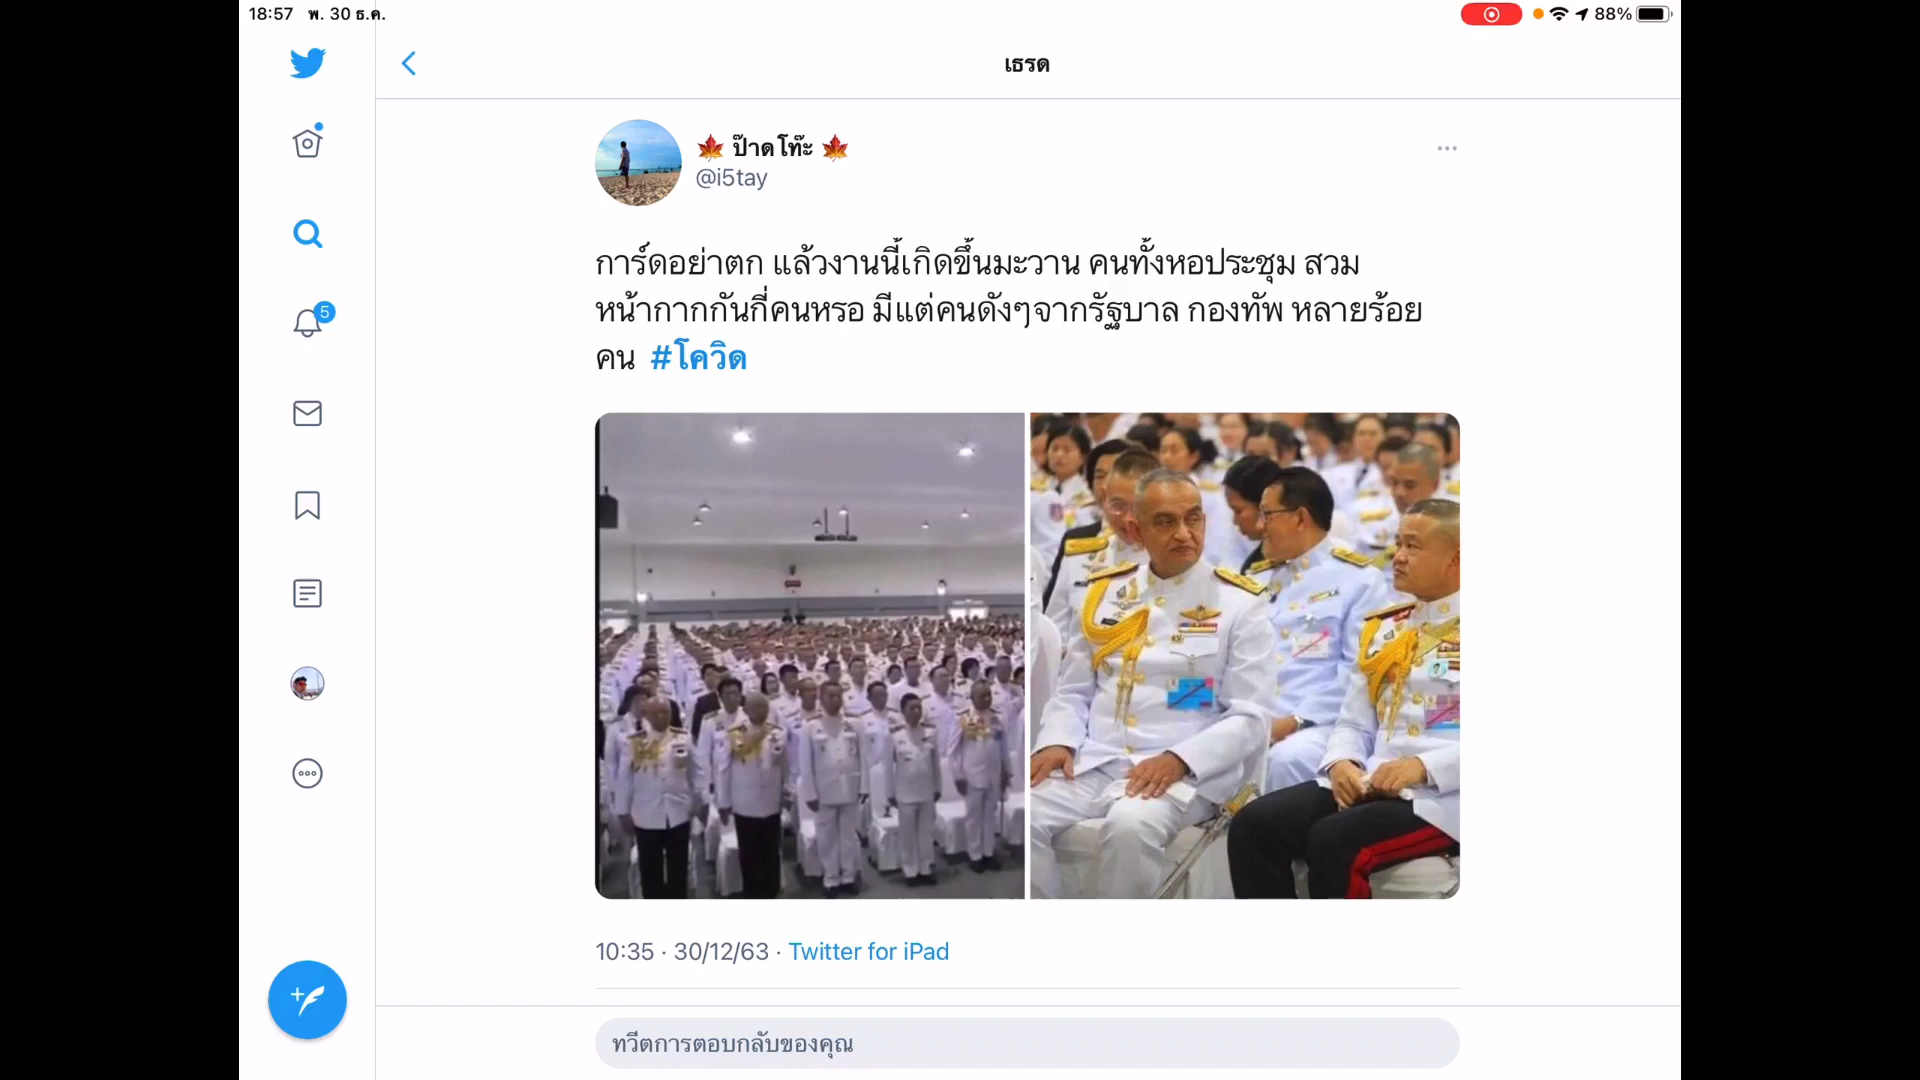 18:57 พ. 30 ธ.ค.
88%
เธรด
ป๊าดโท๊ะ
@i5tay
5
การ์ดอย่าตก แล้วงานนี้เกิดขึ้นมะวาน คนทั้งหอประชุม สวม
หน้ากากกันกี่คนหรอ มีแต่คนดังๆจากรัฐบาล กองทัพ หลายร้อย
คน #โควิด
10:35 · 30/12/63 · Twitter for iPad
ทวีตการตอบกลับของคุณ